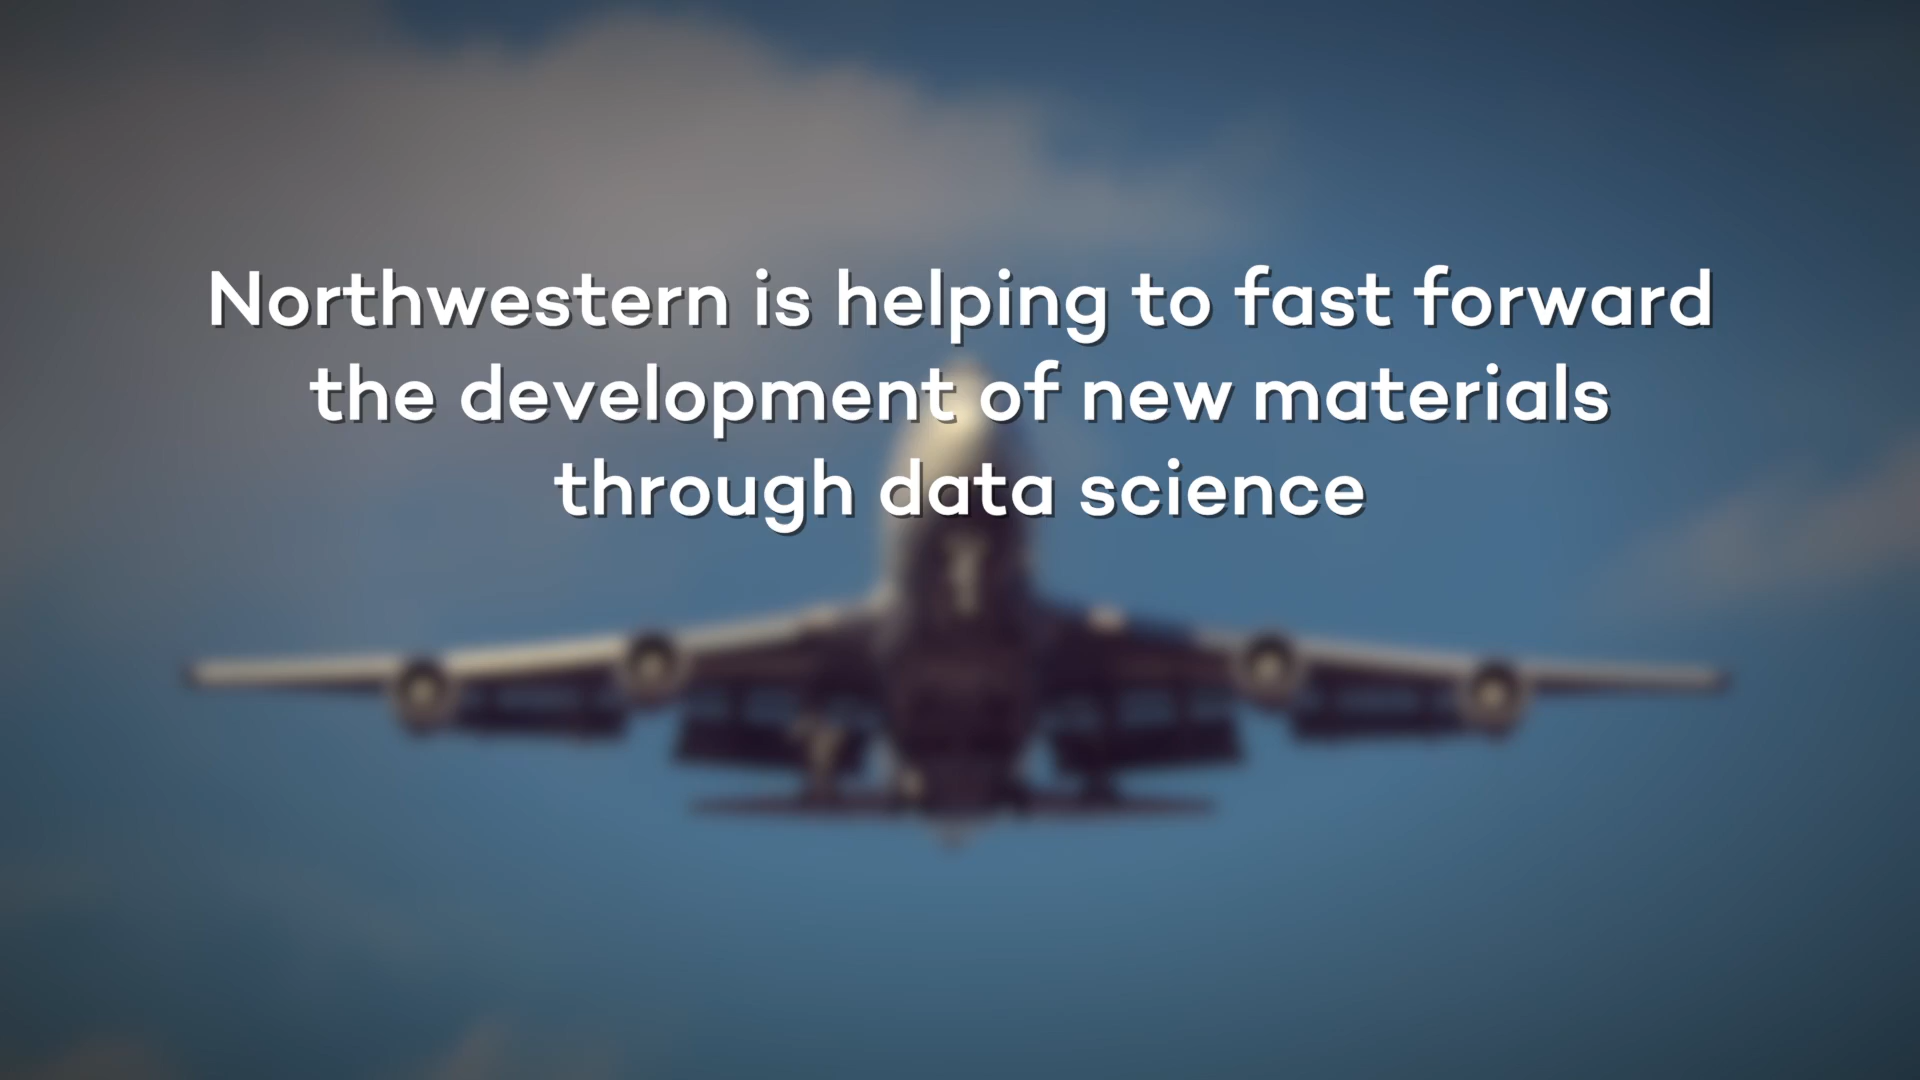 Northwestern is helping to fast forward
the development of new materials
through data science